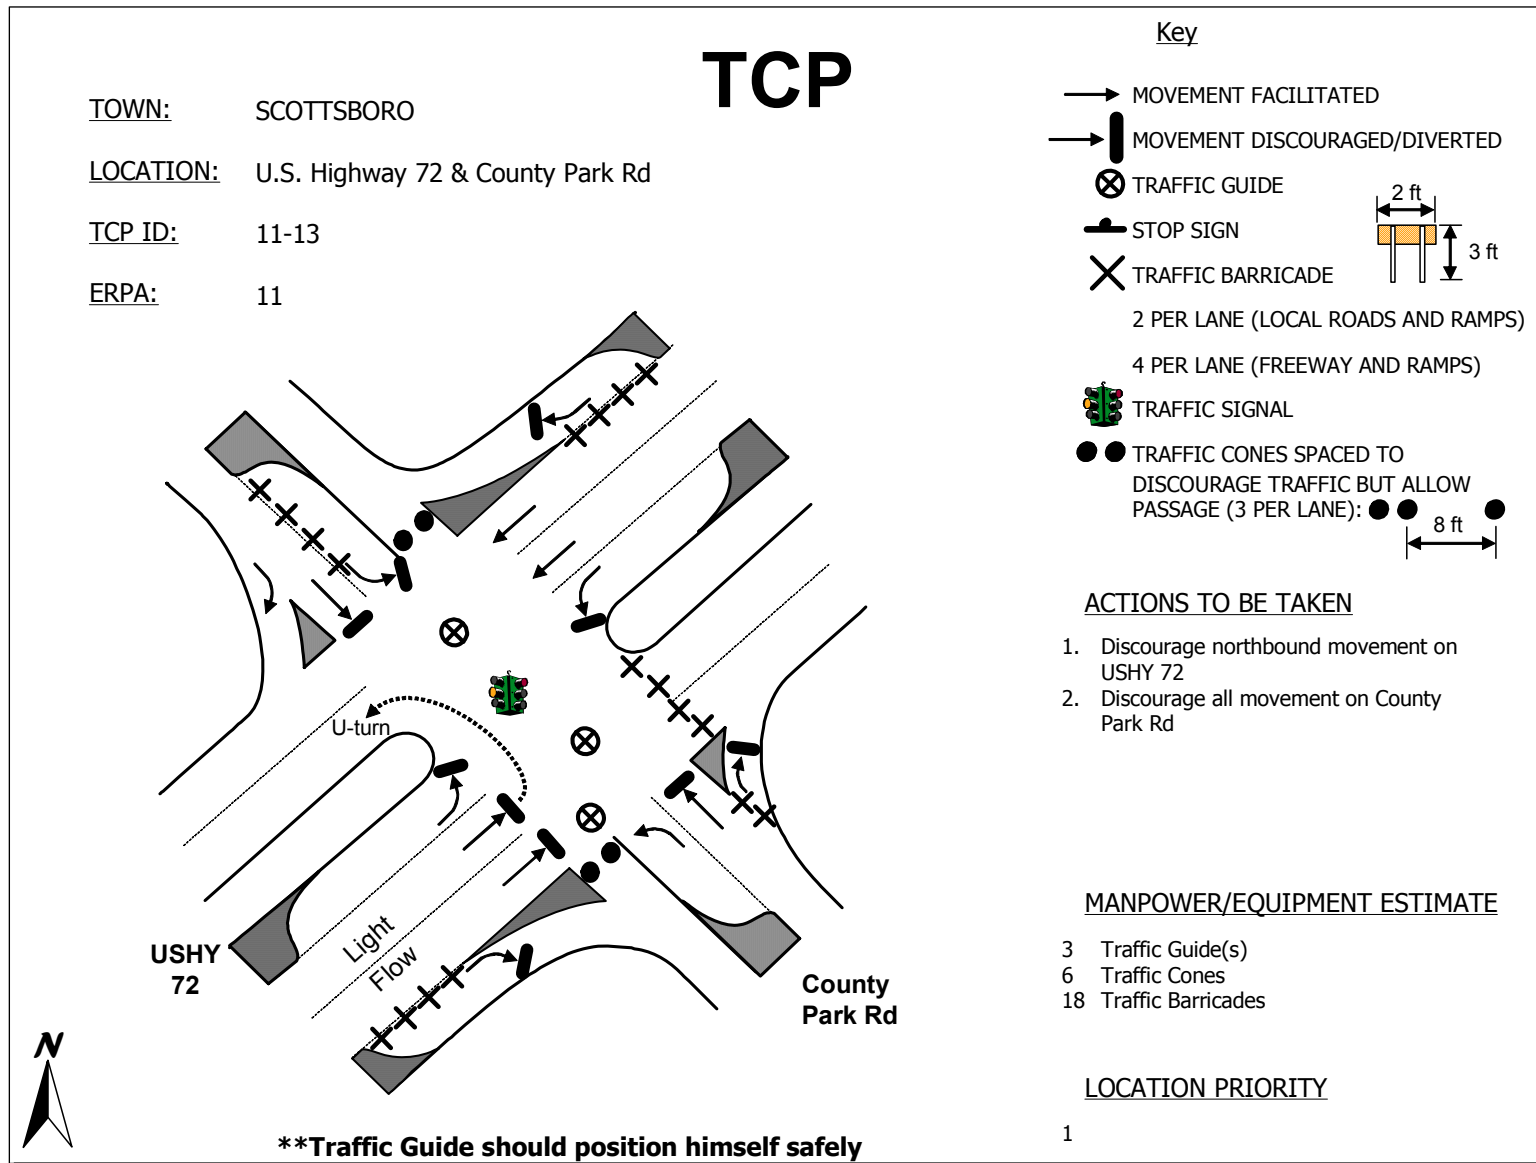 TCP
TOWN: SCOTTSBORO
LOCATION: U.S. Highway 72 & County Park Rd
TCP ID: 11-13
ERPA: 11
Key
MOVEMENT FACILITATED
MOVEMENT DISCOURAGED/DIVERTED
TRAFFIC GUIDE
STOP SIGN
TRAFFIC BARRICADE
2 ft
3 ft
2 PER LANE (LOCAL ROADS AND RAMPS)
4 PER LANE (FREEWAY AND RAMPS)
TRAFFIC SIGNAL
TRAFFIC CONES SPACED TO
DISCOURAGE TRAFFIC BUT ALLOW
PASSAGE (3 PER LANE):
8 ft
ACTIONS TO BE TAKEN
1. Discourage northbound movement on
USHY 72
2. Discourage all movement on County
Park Rd
MANPOWER/EQUIPMENT ESTIMATE
3 Traffic Guide(s)
6 Traffic Cones
18 Traffic Barricades
LOCATION PRIORITY
1
U-turn
Light
Flow
USHY
72
County
Park Rd
N
**Traffic Guide should position himself safely